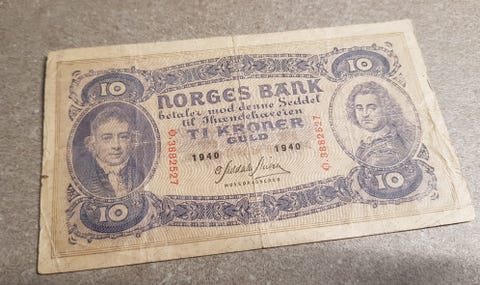 10 10
NORGES BANK
betaler mod denne Seddel
til Ihændehaveren
TI KRONER
GULD
1940 1940
O.3882527 O.3882527
HOVEDKASSERER
10 10